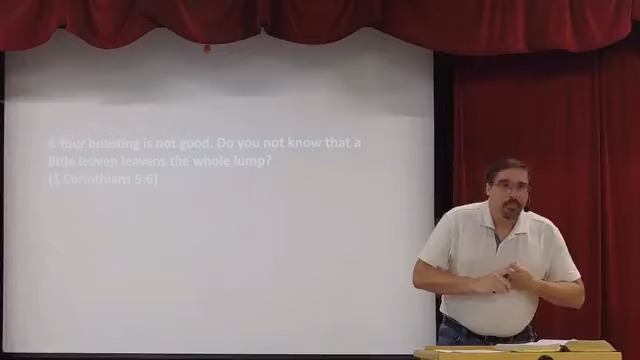 6 Your boasting is not good. Do you not know that a
little leaven leavens the whole lump?
(1 Corinthians 5:6)